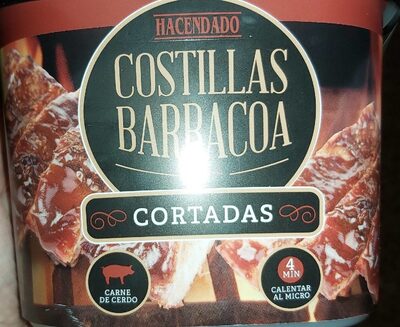 HACENDADO
COSTILLAS
BARBACOA
CORTADAS
CARNE
DE CERDO
4
MIN
CALENTAR
AL MICRO